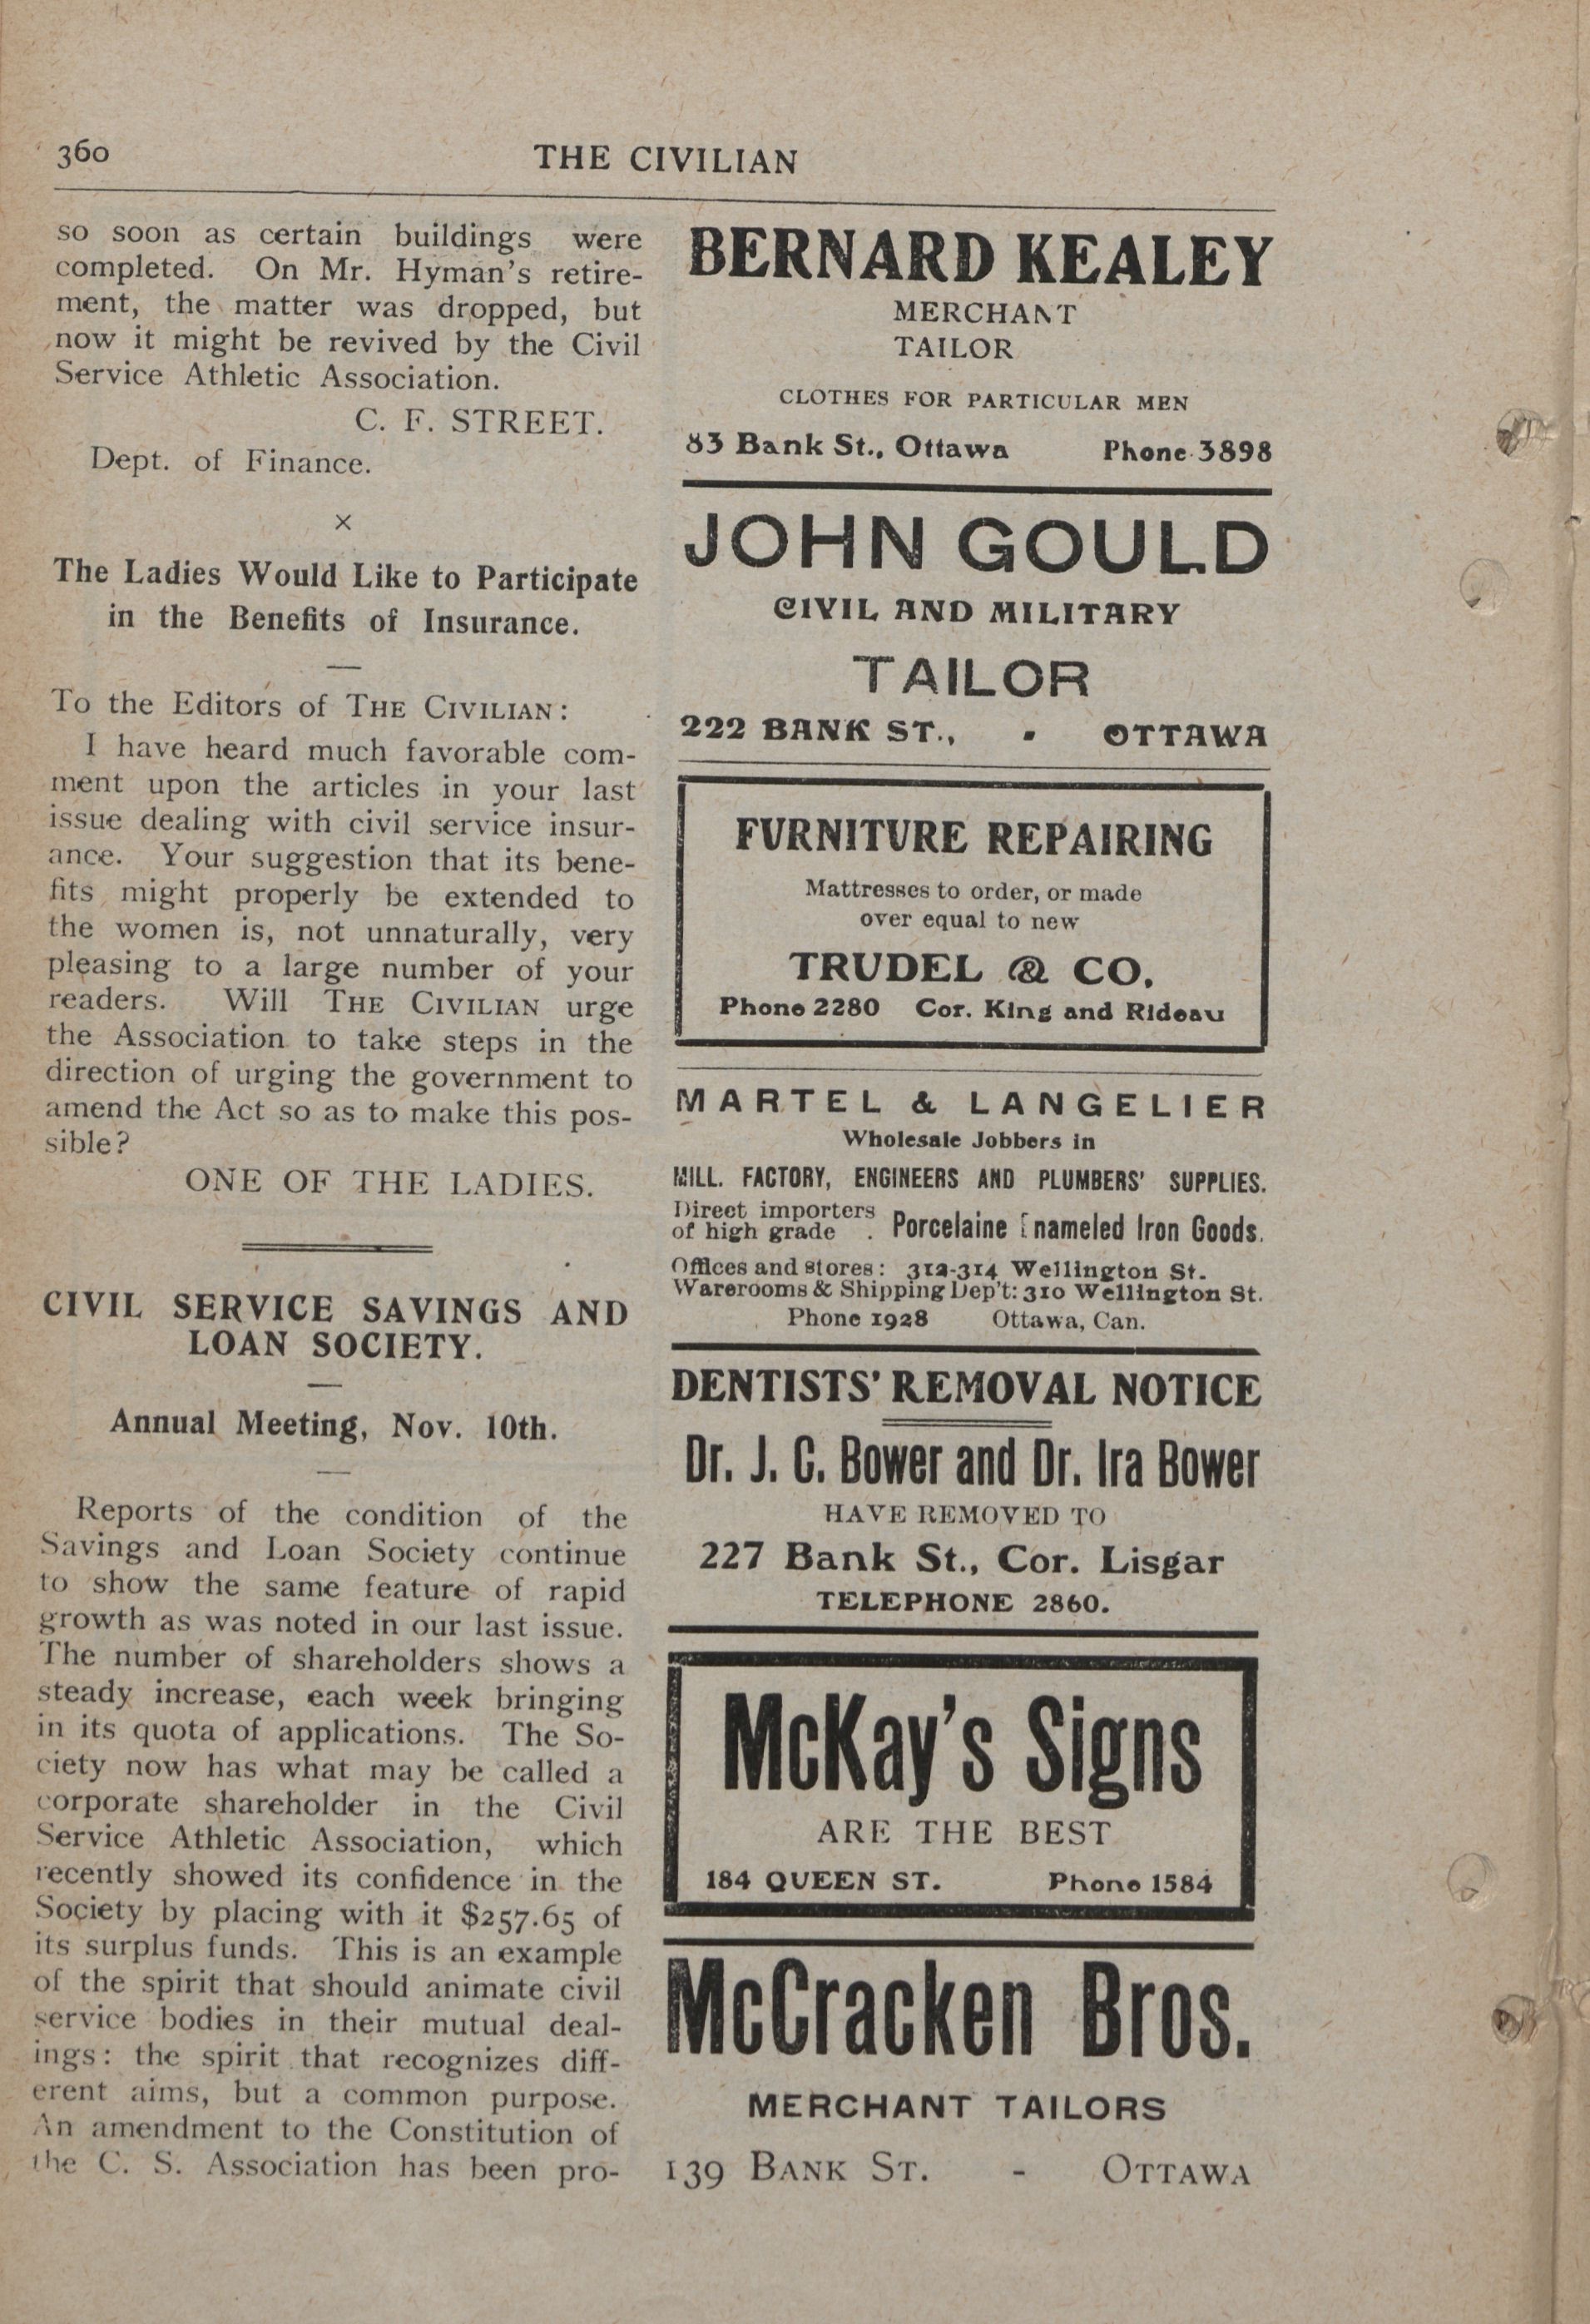 360
THE CIVILIAN
so soon as certain buildings were
completed. On Mr. Hyman's retire-
ment, the matter was dropped, but
now it might be revived by the Civil
Service Athletic Association.
C. F. STREET.
Dept. of Finance.
×
The Ladies Would Like to Participate
in the Benefits of Insurance.
To the Editors of THE CIVILIAN:
I have heard much favorable com-
ment upon the articles in your last
issue dealing with civil service insur-
ance. Your suggestion that its bene-
fits might properly be extended to
the women is, not unnaturally, very
pleasing to a large number of your
readers. Will THE CIVILIAN urge
the Association to take steps in the
direction of urging the government to
amend the Act so as to make this pos-
sible?
ONE OF THE LADIES.
CIVIL SERVICE SAVINGS AND
LOAN SOCIETY.
Annual Meeting, Nov. 10th.
Reports of the condition of the
Savings and Loan Society continue
to show the same feature of rapid
growth as was noted in our last issue.
The number of shareholders shows a
steady increase, each week bringing
in its quota of applications. The So-
ciety now has what may be called a
corporate shareholder in the Civil
Service Athletic Association, which
recently showed its confidence in the
Society by placing with it $257.65 of
its surplus funds. This is an example
of the spirit that should animate civil
service bodies in their mutual deal-
ings: the spirit that recognizes diff-
erent aims, but a common purpose.
An amendment to the Constitution of
the C. S. Association has been pro-
BERNARD KEALEY
MERCHANT
TAILOR
CLOTHES FOR PARTICULAR MEN
83 Bank St., Ottawa Phone 3898
JOHN GOULD
CIVIL AND MILITARY
TAILOR
222 BANK ST., - OTTAWA
FURNITURE REPAIRING
Mattresses to order, or made
over equal to new
TRUDEL & CO.
Phone 2280 Cor. King and Rideau
MARTEL & LANGELIER
Wholesale Jobbers in
MILL. FACTORY, ENGINEERS AND PLUMBERS' SUPPLIES.
Direct importers
of high grade . Porcelaine Enameled Iron Goods.
Offices and stores: 312-314 Wellington St.
Warerooms & Shipping Dep't: 310 Wellington St.
Phone 1928 Ottawa, Can.
DENTISTS' REMOVAL NOTICE
Dr. J. C. Bower and Dr. Ira Bower
HAVE REMOVED TO
227 Bank St., Cor. Lisgar
TELEPHONE 2860.
McKay's Signs
ARE THE BEST
184 QUEEN ST. Phone 1584
McCracken Bros.
MERCHANT TAILORS
139 BANK ST. - OTTAWA